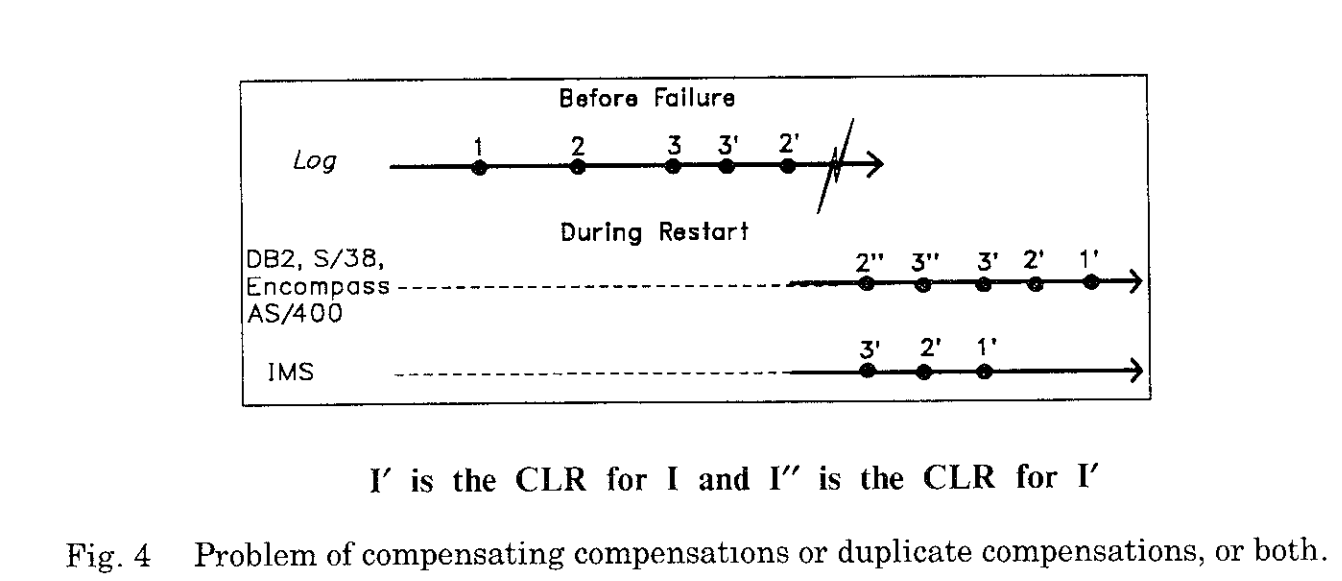 Before Failure
Log 1 2 3 3' 2'
During Restart
DB2, S/38,
Encompass
AS/400
2'' 3'' 3' 2' 1'
IMS 3' 2' 1'
I′ is the CLR for I and I″ is the CLR for I′
Fig. 4 Problem of compensating compensations or duplicate compensations, or both.